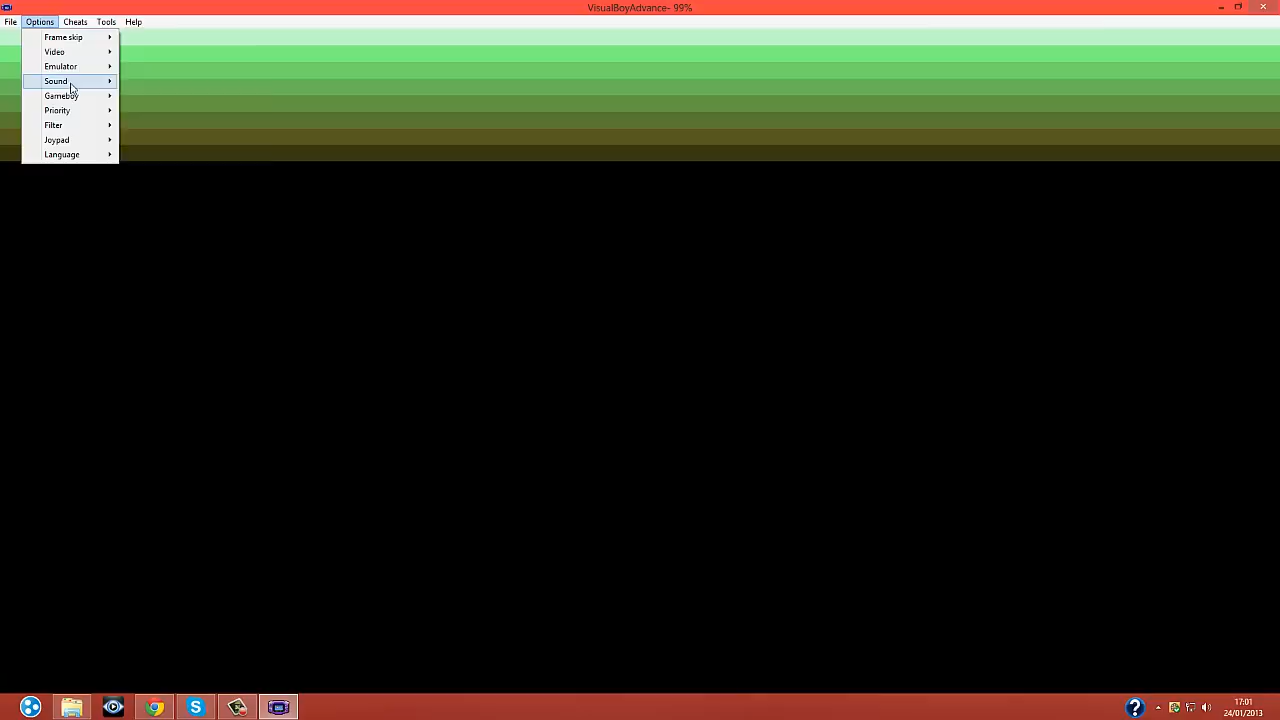 VisualBoyAdvance- 99%
File Options Cheats Tools Help
Frame skip
Video
Emulator
Sound
Gameboy
Priority
Filter
Joypad
Language
17:01
24/01/2013